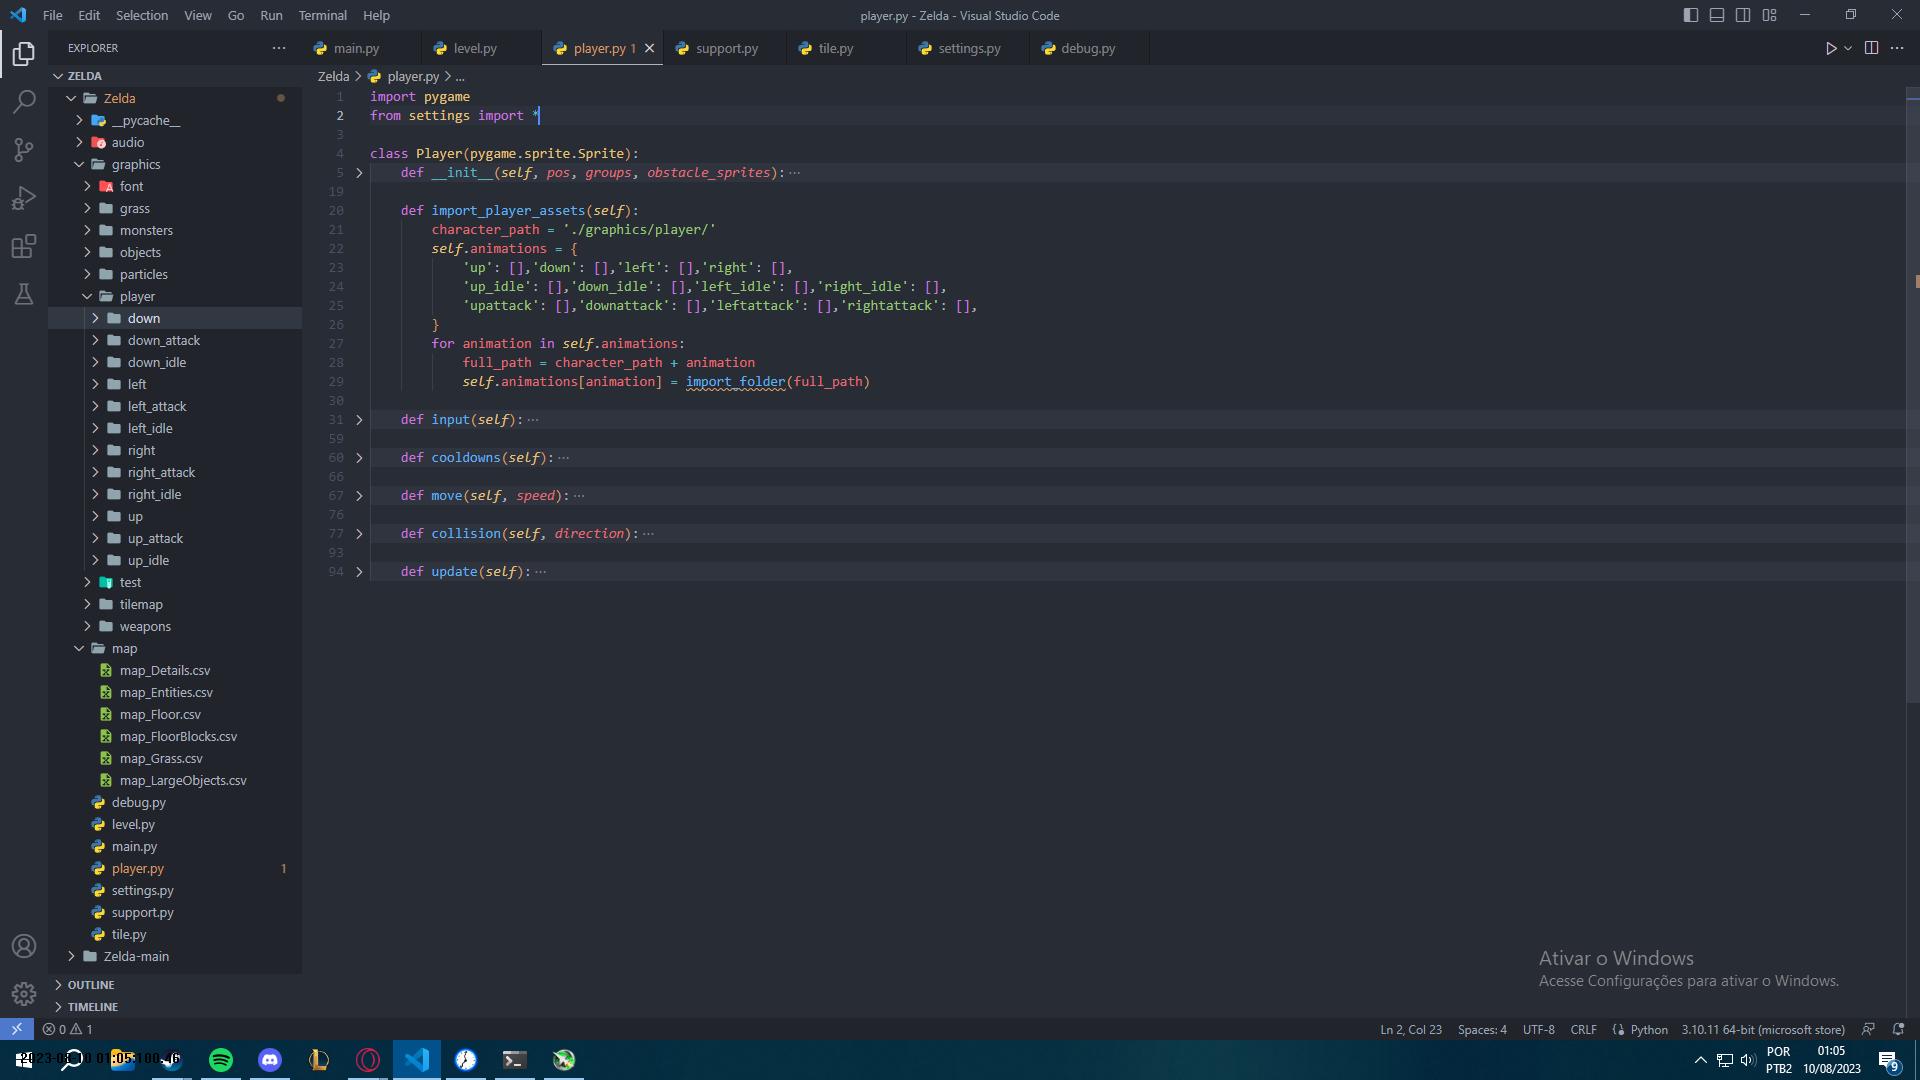 File Edit Selection View Go Run Terminal Help
player.py - Zelda - Visual Studio Code
EXPLORER
main.py level.py player.py 1 support.py tile.py settings.py debug.py
ZELDA
Zelda
__pycache__
audio
graphics
font
grass
monsters
objects
particles
player
down
down_attack
down_idle
left
left_attack
left_idle
right
right_attack
right_idle
up
up_attack
up_idle
test
tilemap
weapons
map
map_Details.csv
map_Entities.csv
map_Floor.csv
map_FloorBlocks.csv
map_Grass.csv
map_LargeObjects.csv
debug.py
level.py
main.py
player.py 1
settings.py
support.py
tile.py
Zelda-main
OUTLINE
TIMELINE
Zelda > player.py > ...
1 import pygame
2 from settings import *
3
4 class Player(pygame.sprite.Sprite):
5 def __init__(self, pos, groups, obstacle_sprites):···
19
20 def import_player_assets(self):
21 character_path = './graphics/player/'
22 self.animations = {
23 'up': [],'down': [],'left': [],'right': [],
24 'up_idle': [],'down_idle': [],'left_idle': [],'right_idle': [],
25 'upattack': [],'downattack': [],'leftattack': [],'rightattack': [],
26 }
27 for animation in self.animations:
28 full_path = character_path + animation
29 self.animations[animation] = import_folder(full_path)
30
31 def input(self):···
59
60 def cooldowns(self):···
66
67 def move(self, speed):···
76
77 def collision(self, direction):···
93
94 def update(self):···
Ativar o Windows
Acesse Configurações para ativar o Windows.
0 1 Ln 2, Col 23 Spaces: 4 UTF-8 CRLF Python 3.10.11 64-bit (microsoft store)
POR
PTB2
01:05
10/08/2023
9